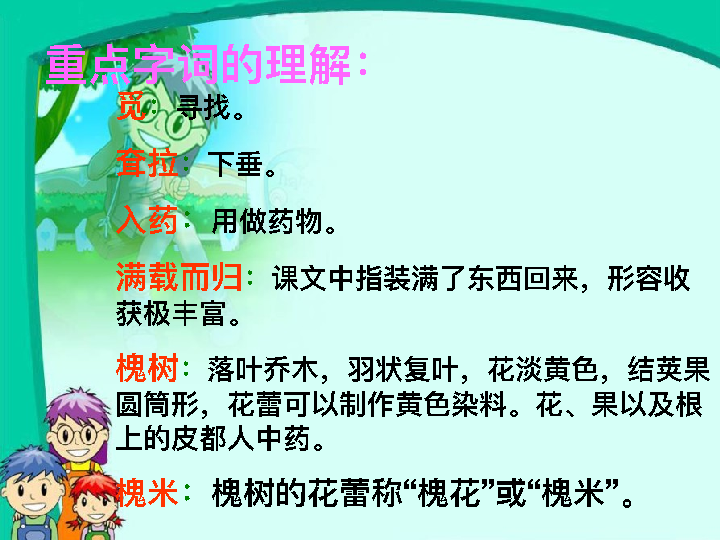 重点字词的理解：
觅：寻找。
耷拉：下垂。
入药：用做药物。
满载而归：课文中指装满了东西回来，形容收
获极丰富。
槐树：落叶乔木，羽状复叶，花淡黄色，结荚果
圆筒形，花蕾可以制作黄色染料。花、果以及根
上的皮都人中药。
槐米：槐树的花蕾称“槐花”或“槐米”。